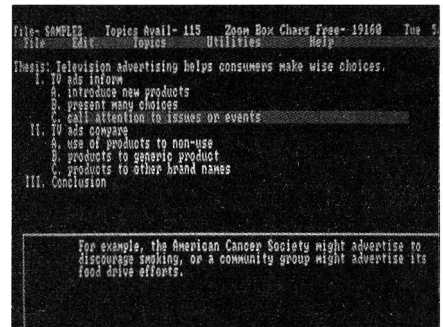 File- SAMPLE2 Topics Avail- 115 Zoom Box Chars Free- 19160 Tue
File Edit Topics Utilities Help
Thesis: Television advertising helps consumers make wise choices.
I. TV ads inform
A. introduce new products
B. present many choices
C. call attention to issues or events
II. TV ads compare
A. use of products to non-use
B. products to generic product
C. products to other brand names
III. Conclusion
For example, the American Cancer Society might advertise to
discourage smoking, or a community group might advertise its
food drive efforts.